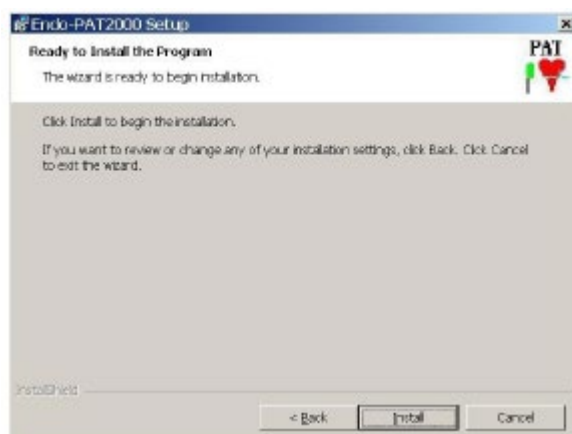 Endo-PAT2000 Setup
Ready to Install the Program
The wizard is ready to begin installation.
PAT
Click Install to begin the installation.
If you want to review or change any of your installation settings, click Back. Click Cancel
to exit the wizard.
InstallShield
< Back
Install
Cancel